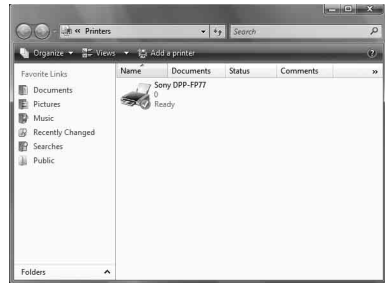 « Printers
Search
Organize Views Add a printer
Favorite Links
Documents
Pictures
Music
Recently Changed
Searches
Public
Folders
Name Documents Status Comments »
Sony DPP-FP77
0
Ready